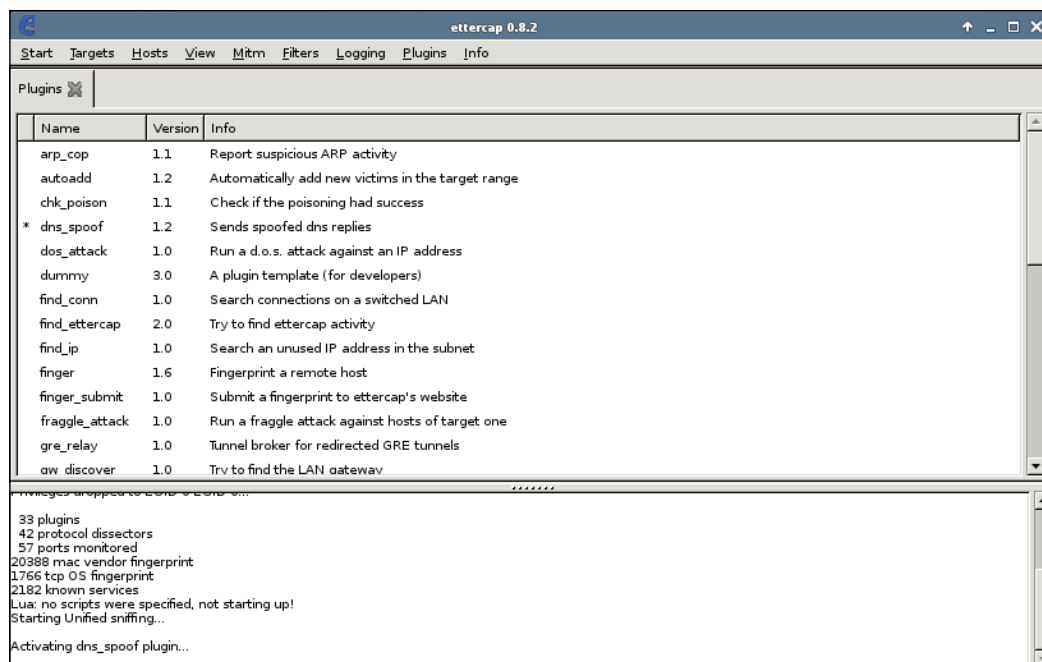 ettercap 0.8.2
Start Targets Hosts View Mitm Filters Logging Plugins Info
Plugins
Name Version Info
arp_cop 1.1 Report suspicious ARP activity
autoadd 1.2 Automatically add new victims in the target range
chk_poison 1.1 Check if the poisoning had success
* dns_spoof 1.2 Sends spoofed dns replies
dos_attack 1.0 Run a d.o.s. attack against an IP address
dummy 3.0 A plugin template (for developers)
find_conn 1.0 Search connections on a switched LAN
find_ettercap 2.0 Try to find ettercap activity
find_ip 1.0 Search an unused IP address in the subnet
finger 1.6 Fingerprint a remote host
finger_submit 1.0 Submit a fingerprint to ettercap's website
fraggle_attack 1.0 Run a fraggle attack against hosts of target one
gre_relay 1.0 Tunnel broker for redirected GRE tunnels
gw_discover 1.0 Try to find the LAN gateway
Privileges dropped to
33 plugins
42 protocol dissectors
57 ports monitored
20388 mac vendor fingerprint
1766 tcp OS fingerprint
2182 known services
Lua: no scripts were specified, not starting up!
Starting Unified sniffing...
Activating dns_spoof plugin...